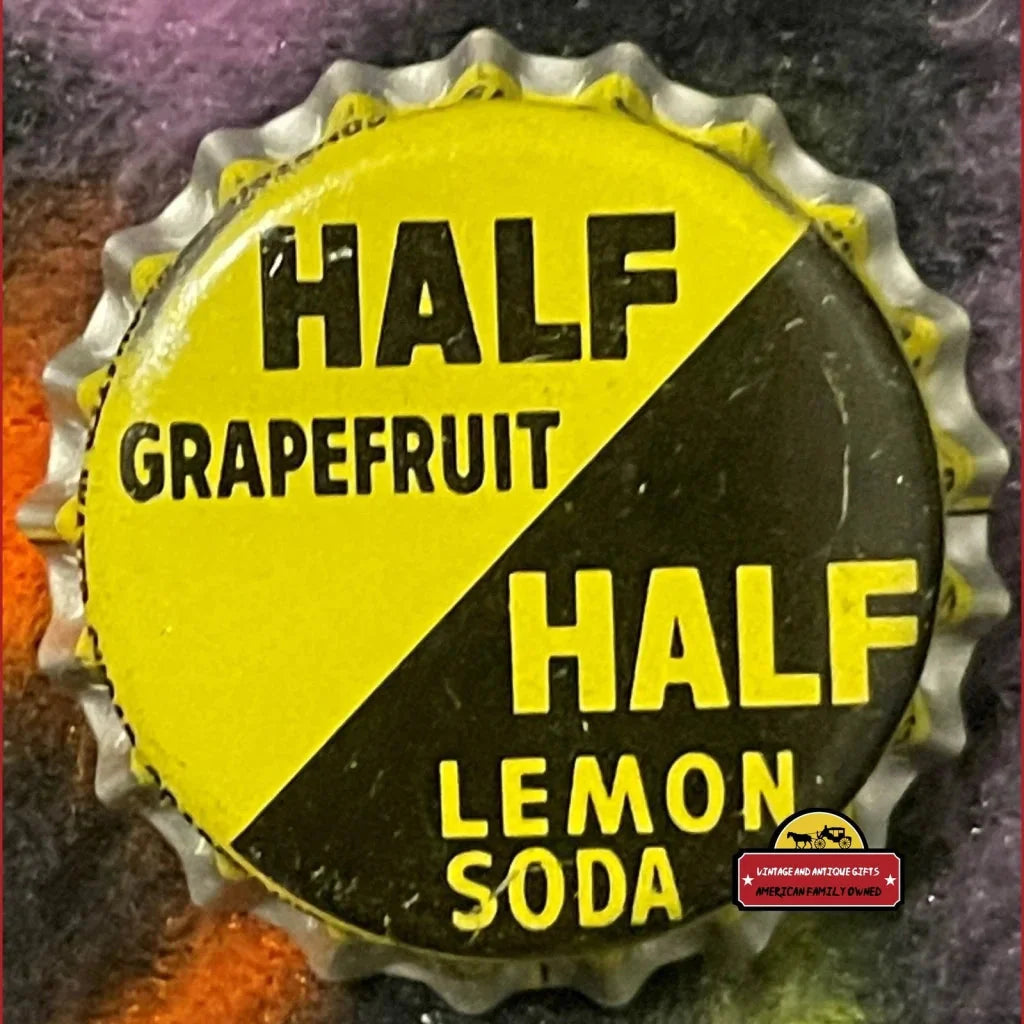 HALF
GRAPEFRUIT
HALF
LEMON
SODA
VINTAGE AND ANTIQUE GIFTS
AMERICAN FAMILY OWNED